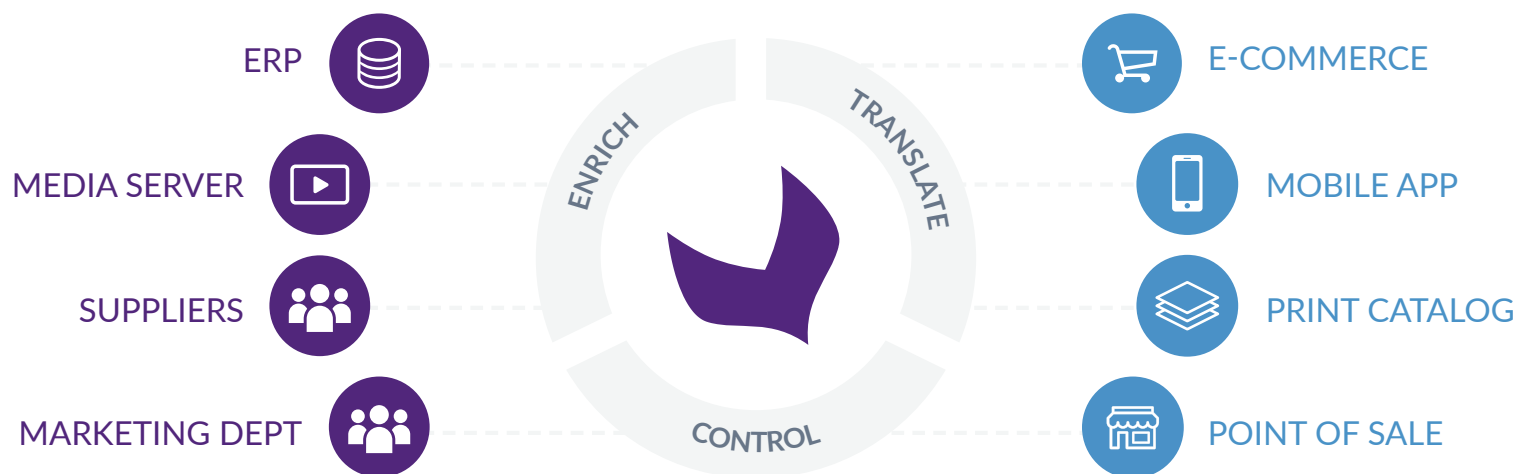 ERP
MEDIA SERVER
SUPPLIERS
MARKETING DEPT
ENRICH
TRANSLATE
CONTROL
E-COMMERCE
MOBILE APP
PRINT CATALOG
POINT OF SALE